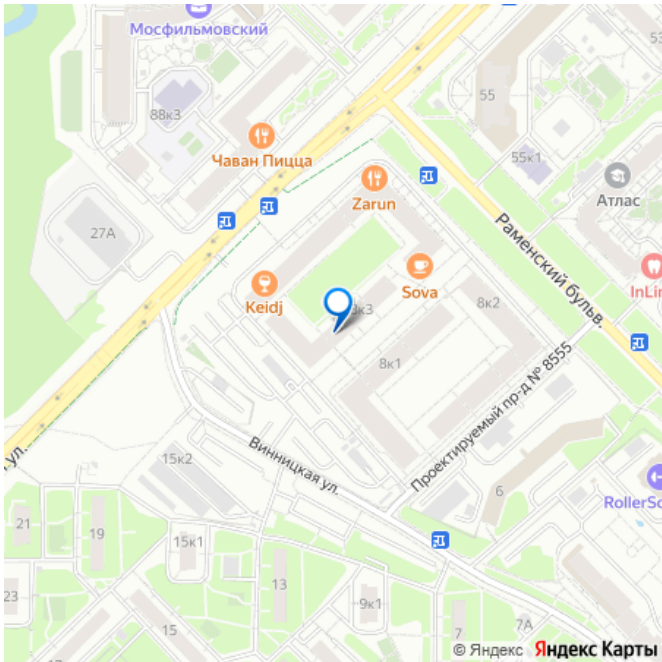 Мосфильмовский
53
55
88к3
55к1
Чаван Пицца
Zarun
Атлас
27А
Раменский бульв.
InLin
Keidj
Sova
8к2
8к3
8к1
Проектируемый пр-д № 8555
15к2
Винницкая ул.
ул.
6
RollerSc
21
19
15к1
13
23
9к1
15
7
7А
© Яндекс Яндекс Карты